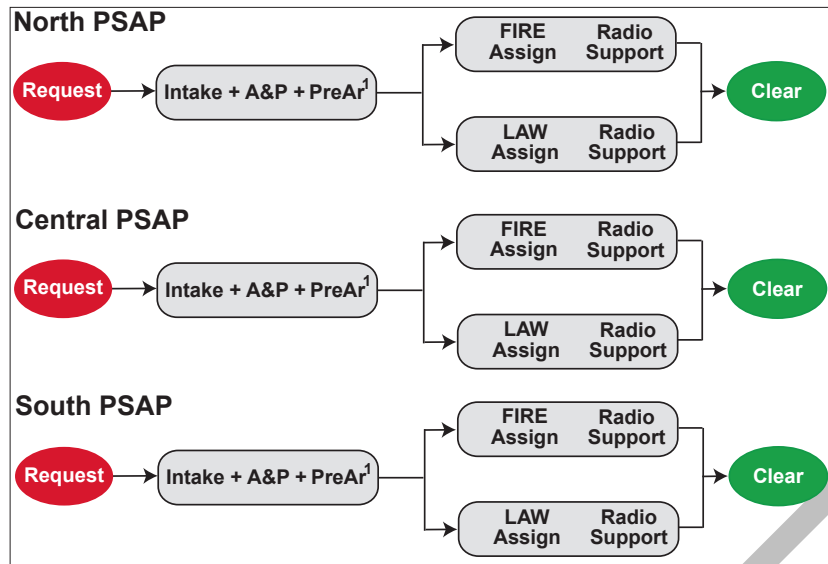 North PSAP
Request
Intake + A&P + PreAr¹
FIRE Radio
Assign Support
LAW Radio
Assign Support
Clear
Central PSAP
Request
Intake + A&P + PreAr¹
FIRE Radio
Assign Support
LAW Radio
Assign Support
Clear
South PSAP
Request
Intake + A&P + PreAr¹
FIRE Radio
Assign Support
LAW Radio
Assign Support
Clear